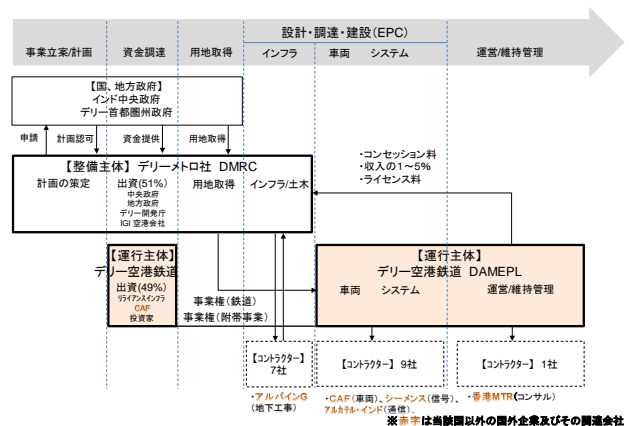 設計・調達・建設(EPC)
事業立案/計画
資金調達
用地取得
インフラ
車両
システム
運営/維持管理
【国、地方政府】
インド中央政府
デリー首都圏州政府
申請
計画認可
資金提供
用地取得
【整備主体】デリーメトロ社 DMRC
計画の策定
出資(51%)
中央政府
地方政府
デリー開発庁
IGI 空港会社
用地取得
インフラ/土木
・コンセッション料
・収入の1～5%
・ライセンス料
【運行主体】
デリー空港鉄道
出資(49%)
リライアンスインフラ
CAF
投資家
事業権(鉄道)
事業権(附帯事業)
【運行主体】
デリー空港鉄道 DAMEPL
車両
システム
運営/維持管理
【コントラクター】
7社
【コントラクター】 9社
【コントラクター】 1社
・アルパインG
(地下工事)
・CAF(車両)、シーメンス(信号)、
アルカテル・インド(通信)、
・香港MTR(コンサル)
※赤字は当該国以外の国外企業及びその関連会社